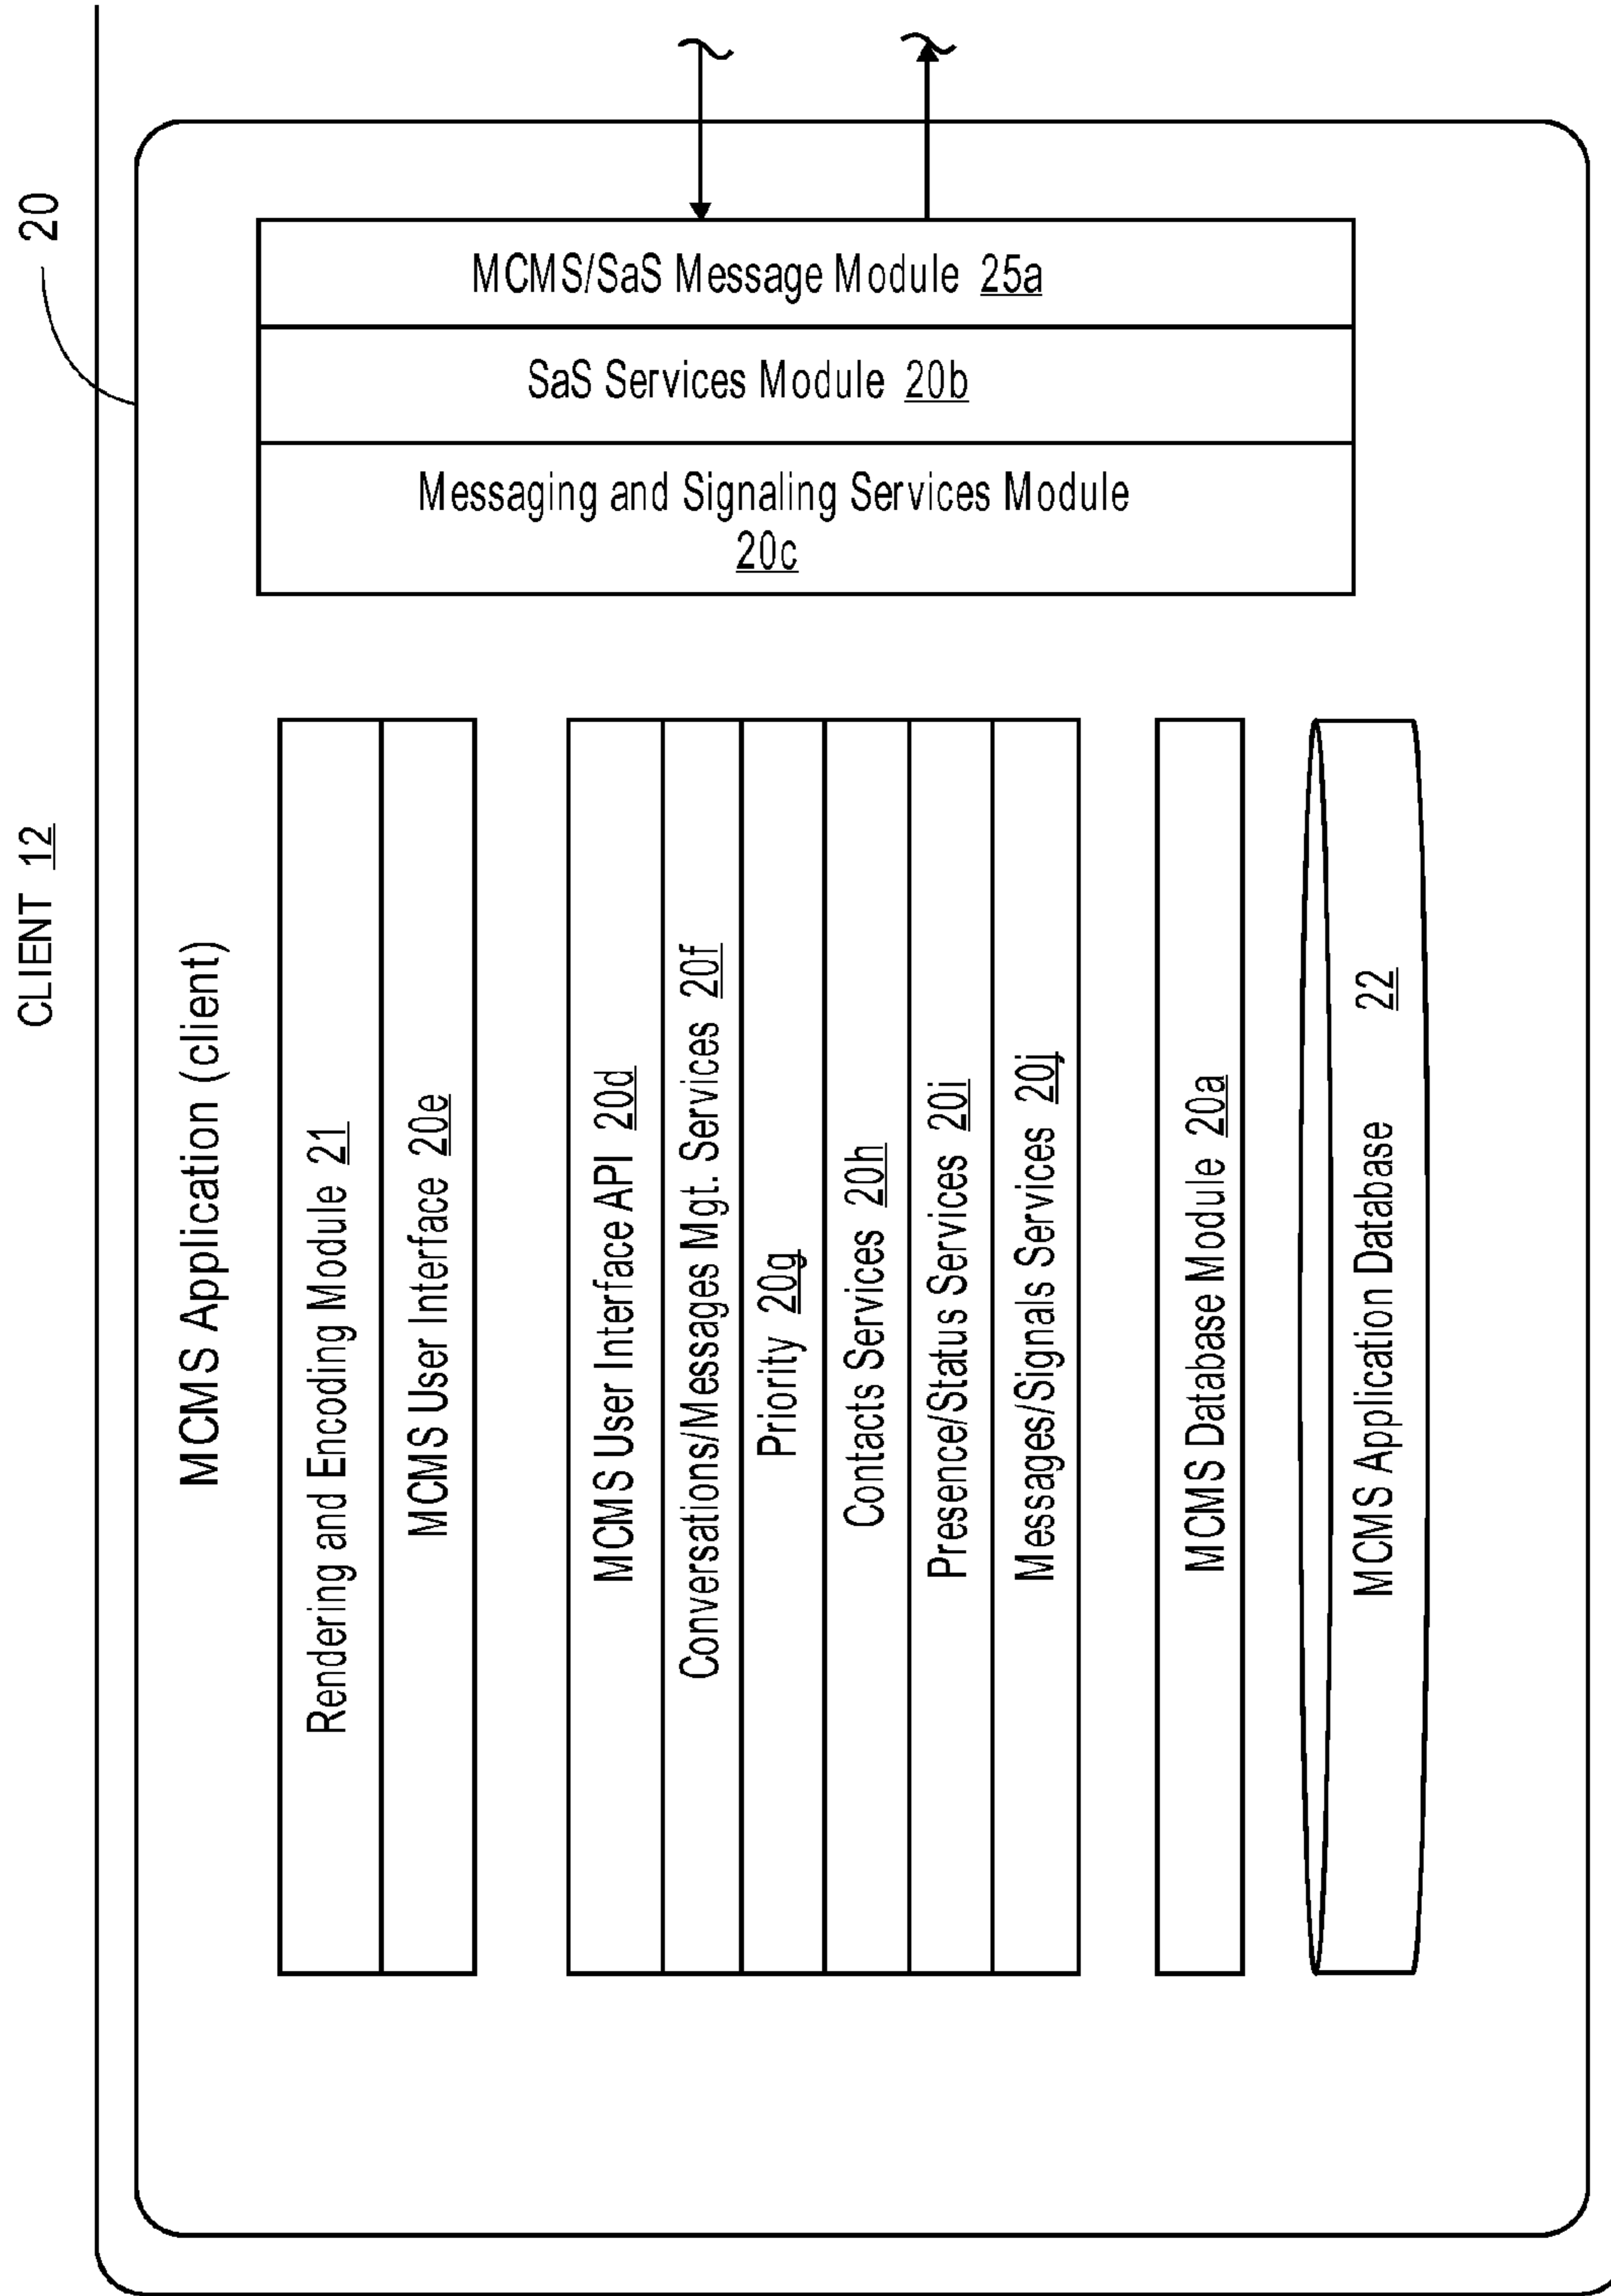 CLIENT 12
20
MCMS Application (client)
Rendering and Encoding Module 21
MCMS User Interface 20e
MCMS User Interface API 20d
Conversations/Messages Mgt. Services 20f
Priority 20g
Contacts Services 20h
Presence/Status Services 20i
Messages/Signals Services 20j
MCMS Database Module 20a
MCMS Application Database 22
MCMS/SaS Message Module 25a
SaS Services Module 20b
Messaging and Signaling Services Module
20c